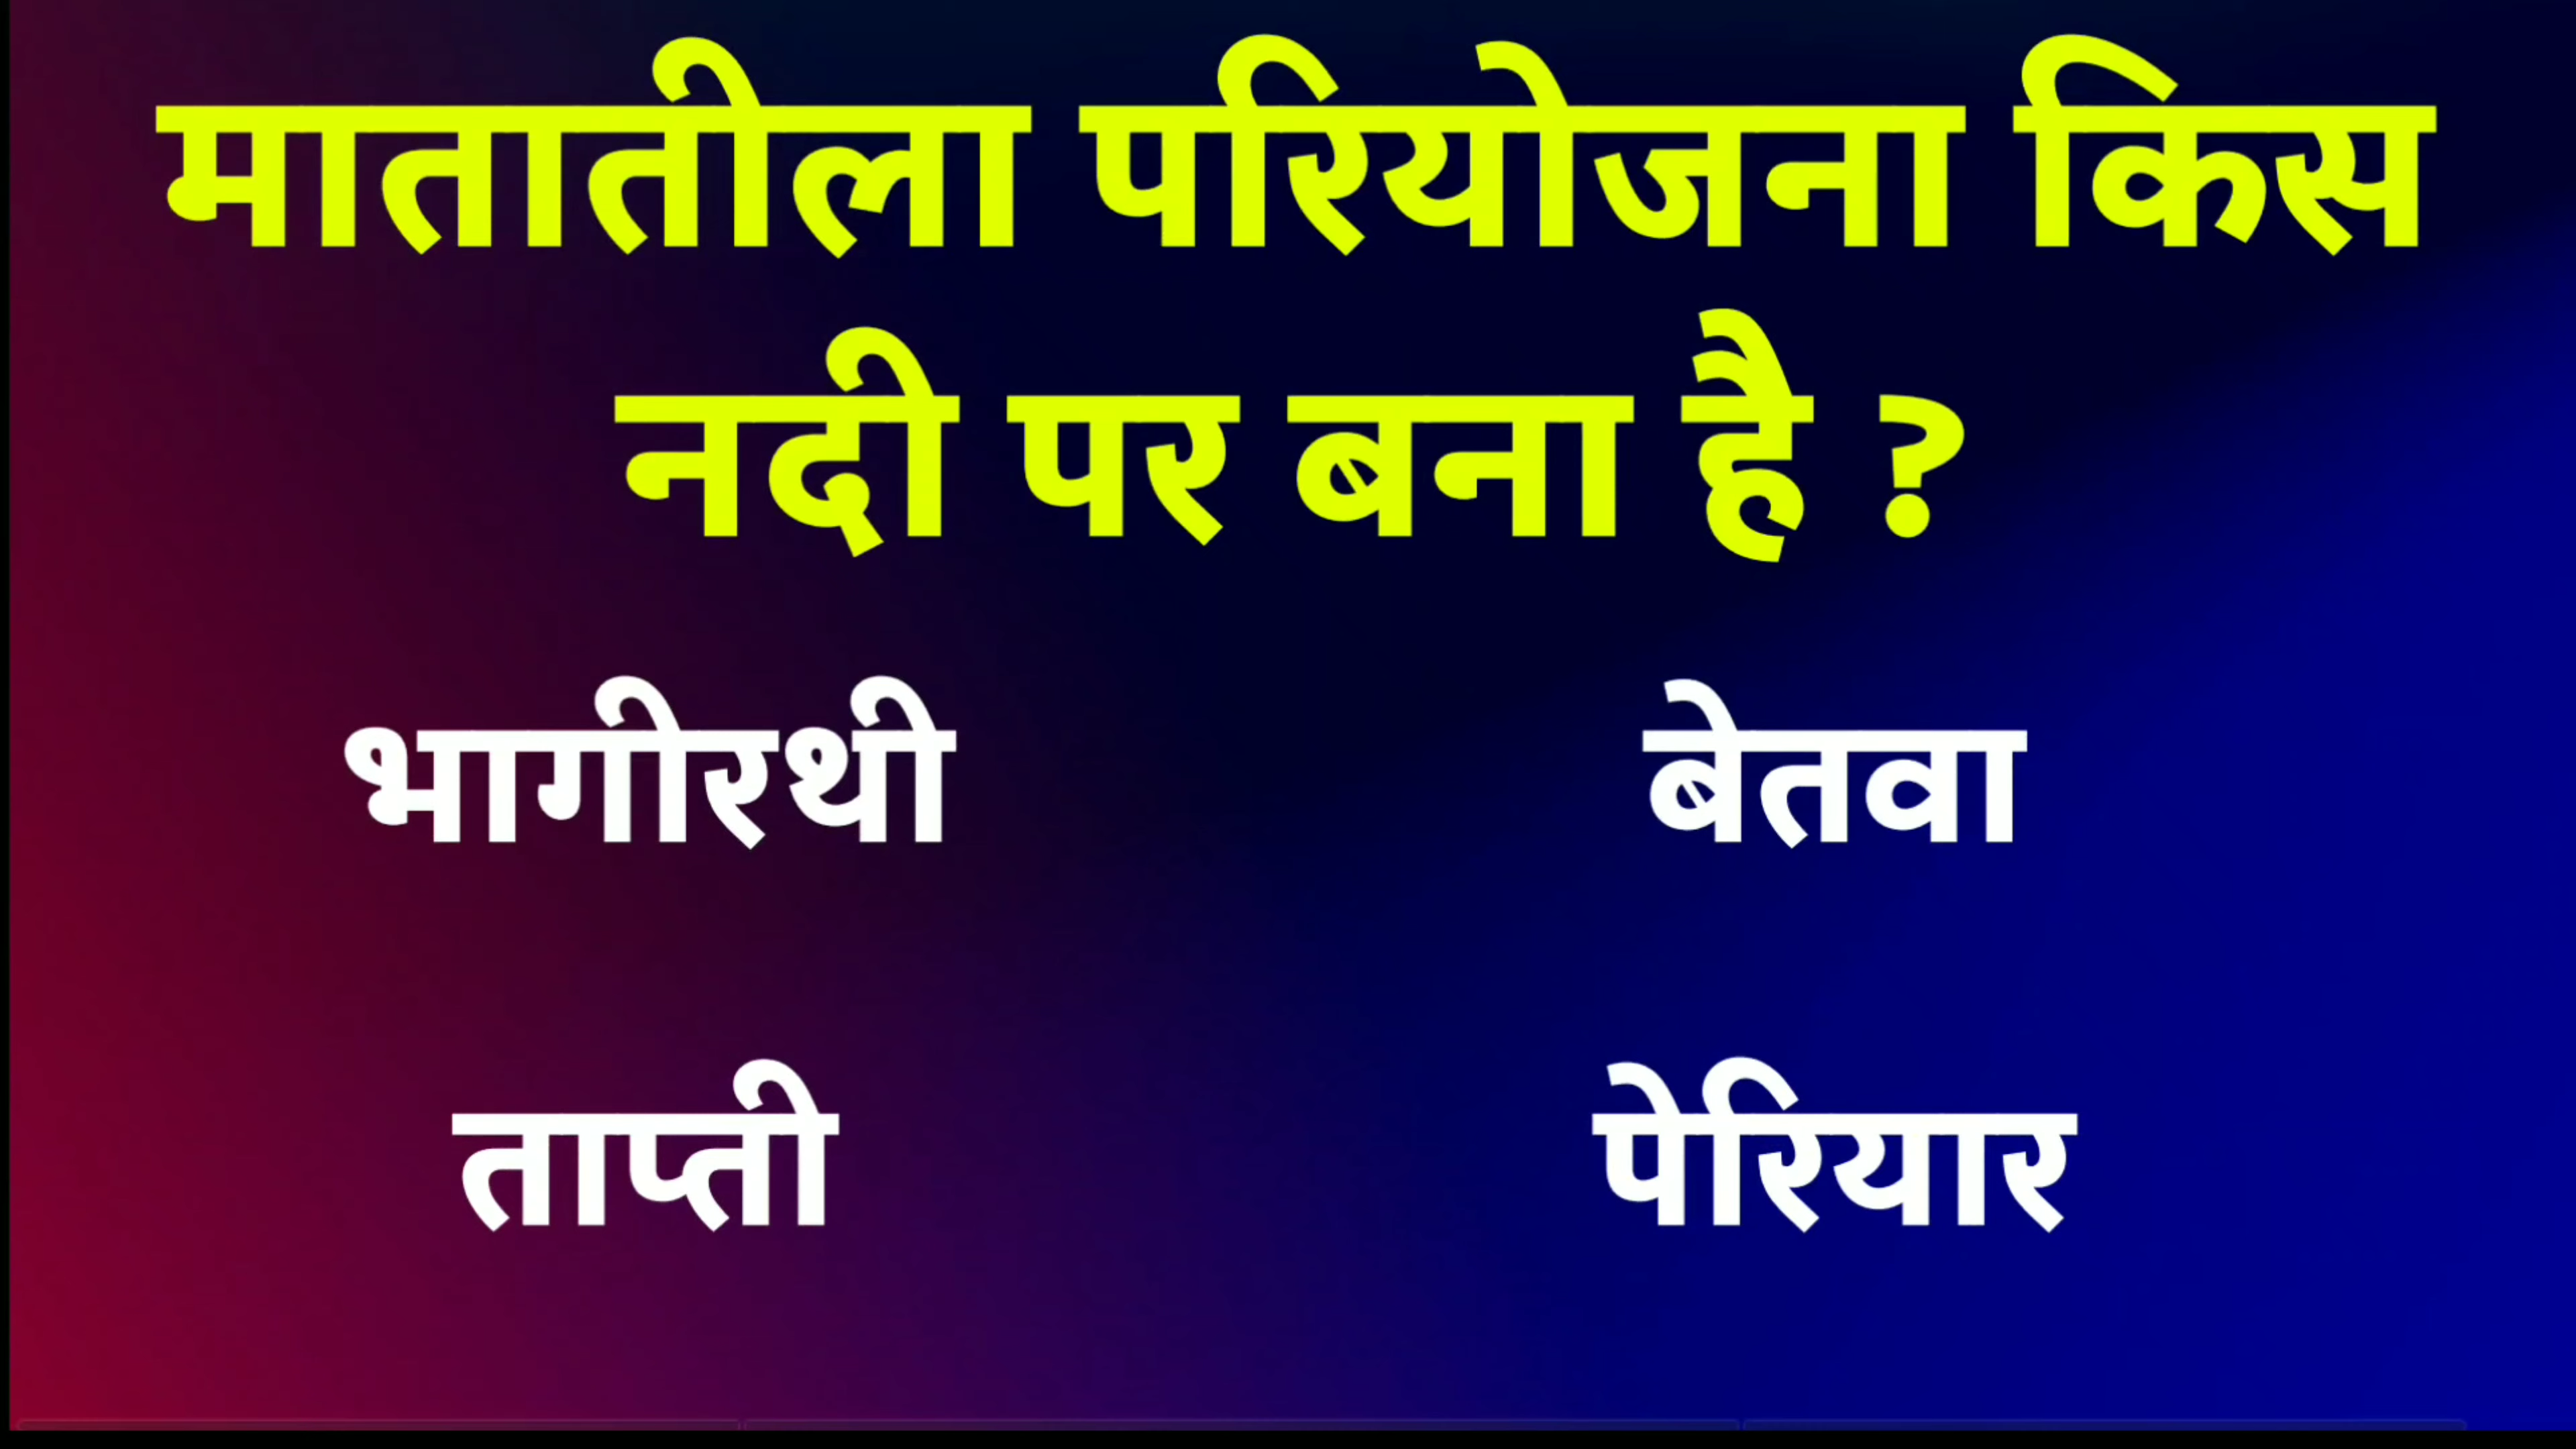 मातातीला परियोजना किस
नदी पर बना है ?
भागीरथी
बेतवा
ताप्ती
पेरियार